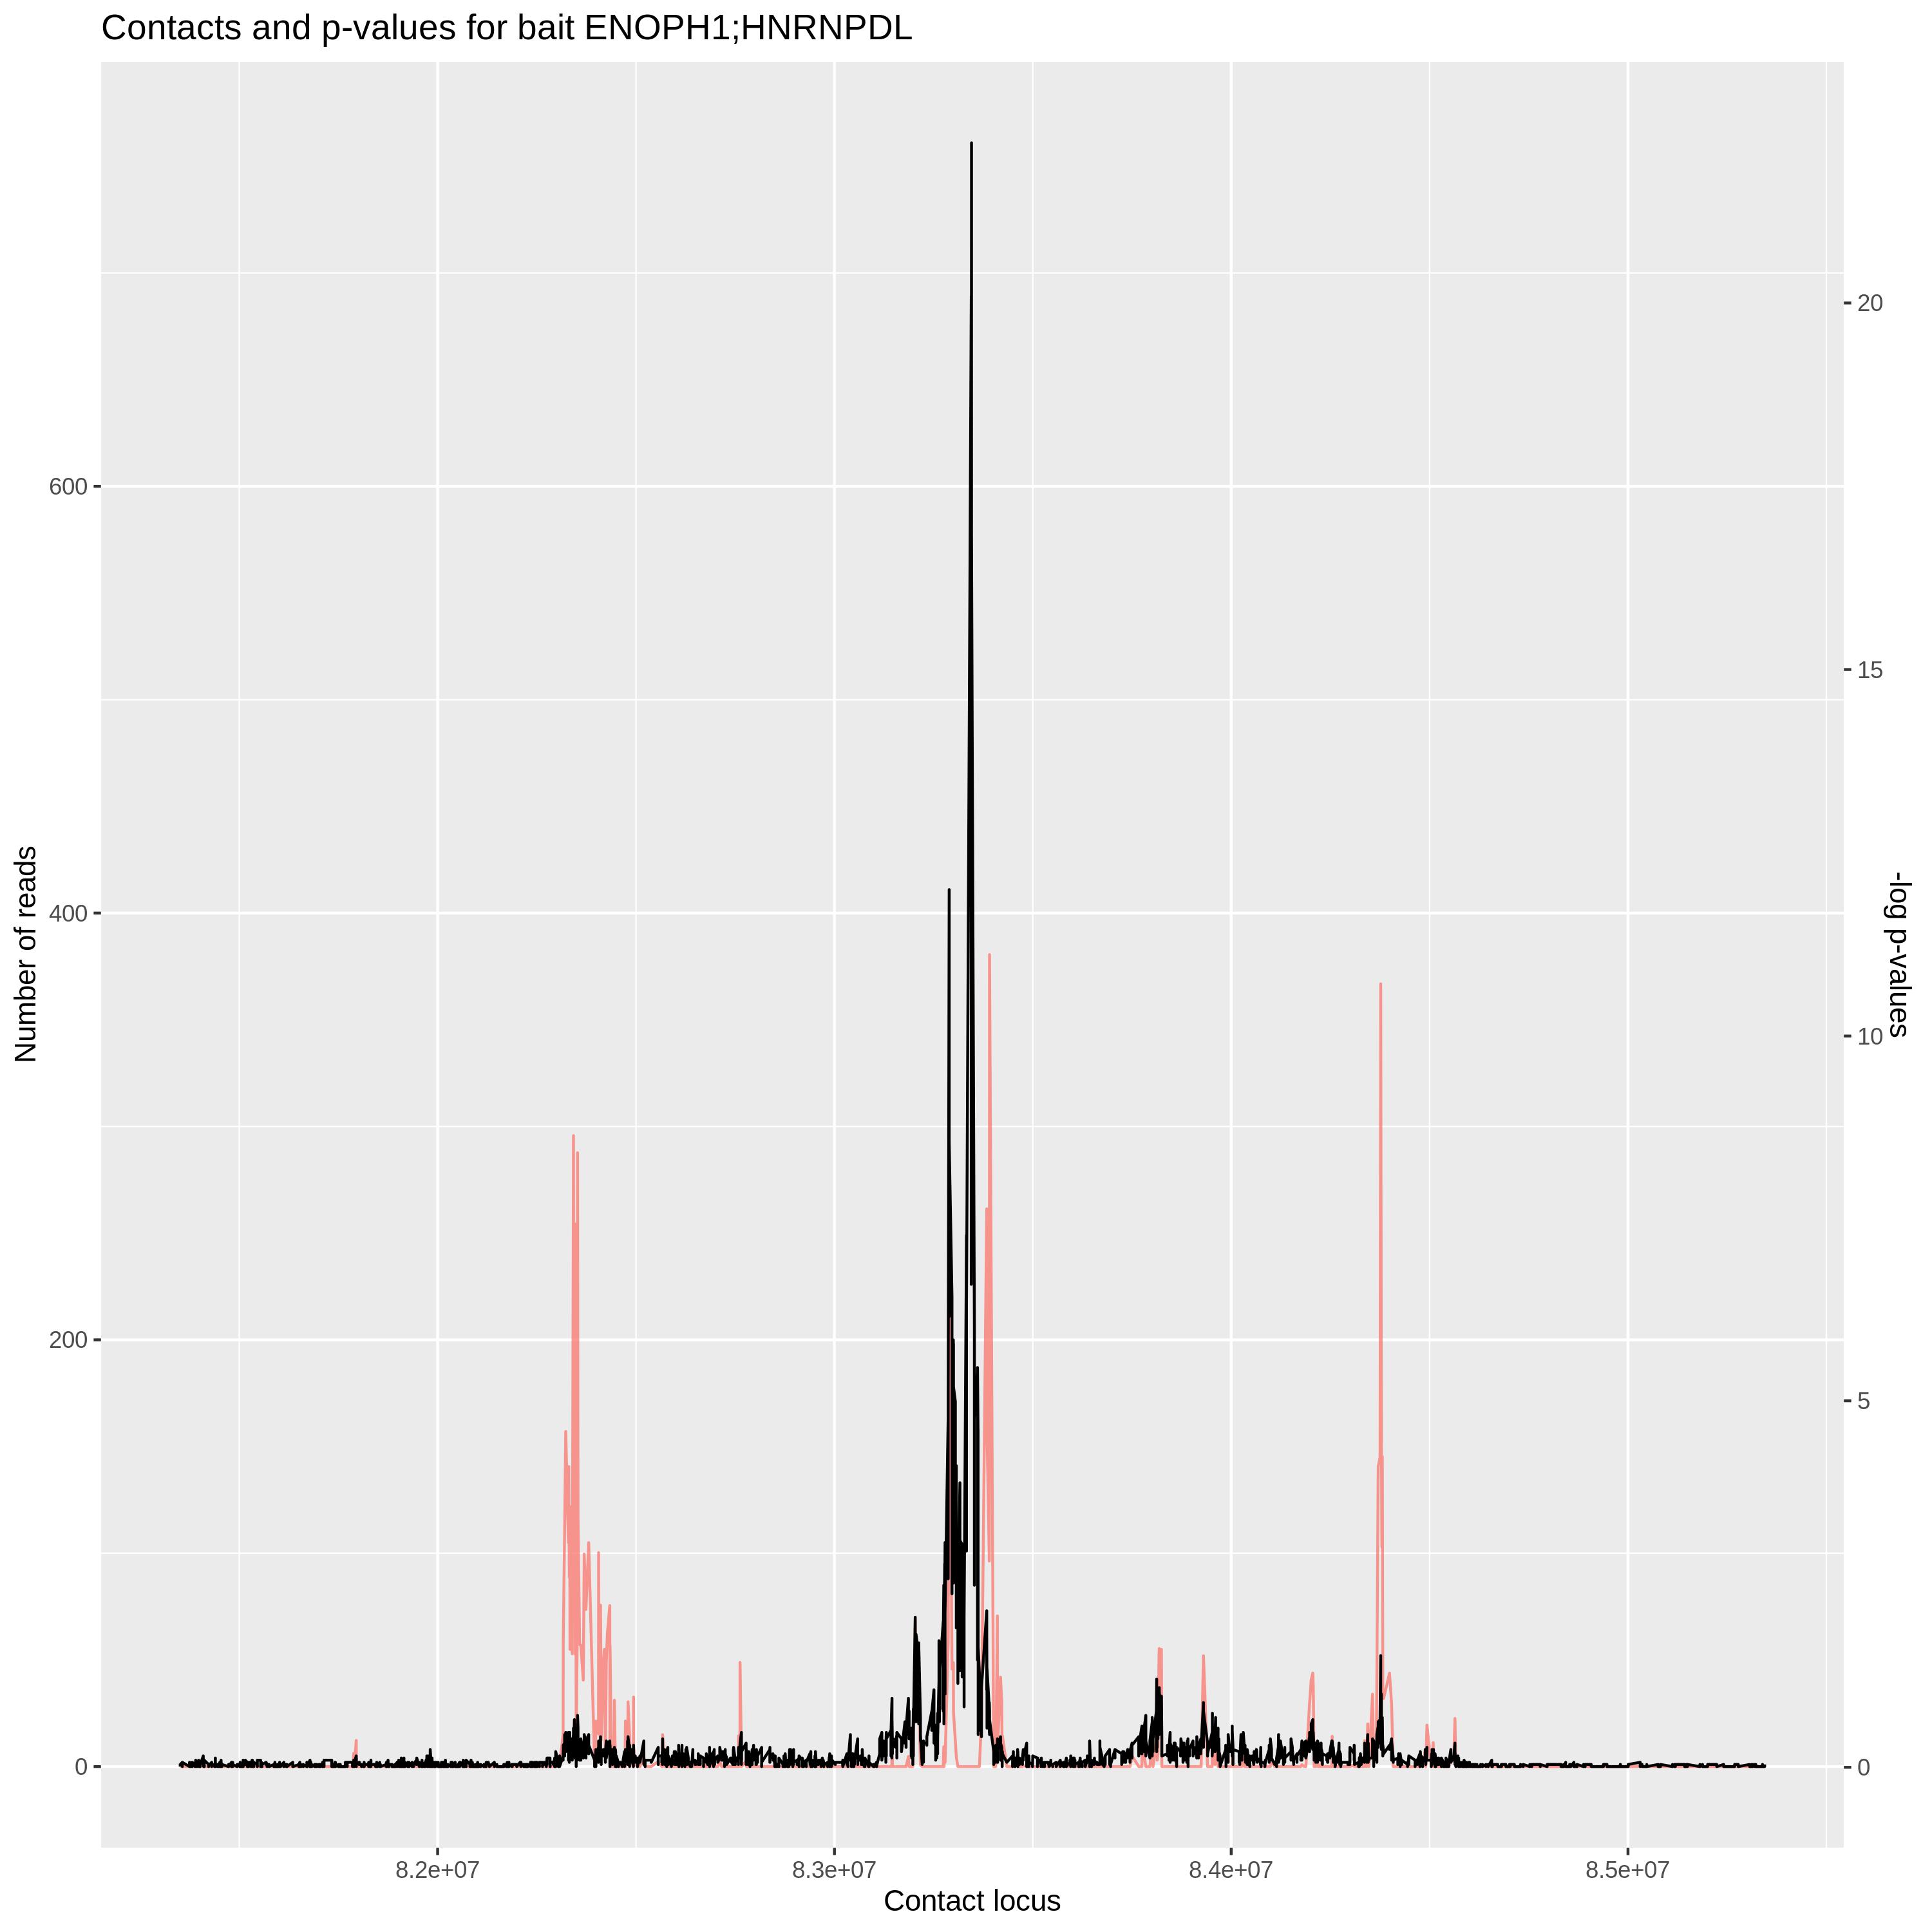 Contacts and p-values for bait ENOPH1;HNRNPDL
Number of reads
600
400
200
0
20
15
10
5
0
-log p-values
8.2e+07 8.3e+07 8.4e+07 8.5e+07
Contact locus